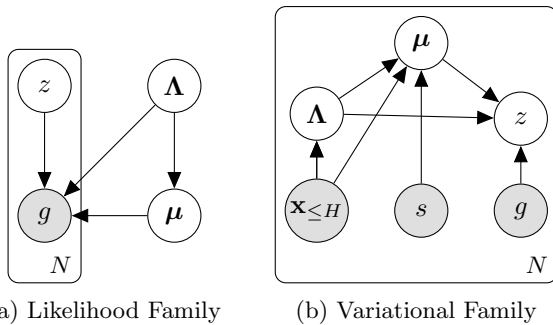 z
Λ
g
μ
N
a) Likelihood Family
μ
Λ
z
x≤H
s
g
N
(b) Variational Family